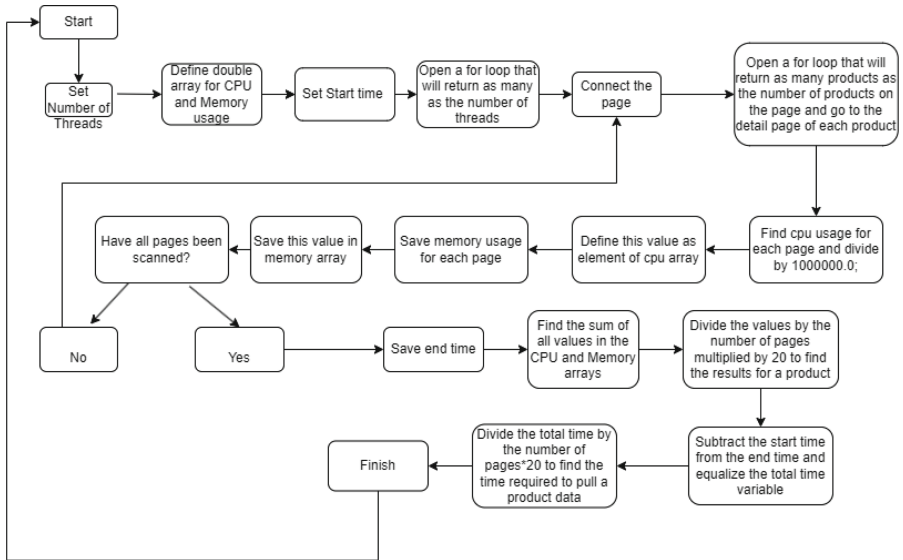 Start
Set
Number of
Threads
Define double
array for CPU
and Memory
usage
Set Start time
Open a for loop that
will return as many
as the number of
threads
Connect the
page
Open a for loop that will
return as many products as
the number of products on
the page and go to the
detail page of each product
Find cpu usage for
each page and divide
by 1000000.0;
Define this value as
element of cpu array
Save memory usage
for each page
Save this value in
memory array
Have all pages been
scanned?
No
Yes
Save end time
Find the sum of
all values in the
CPU and Memory
arrays
Divide the values by the
number of pages
multiplied by 20 to find
the results for a product
Subtract the start time
from the end time and
equalize the total time
variable
Divide the total time by
the number of
pages*20 to find the
time required to pull a
product data
Finish